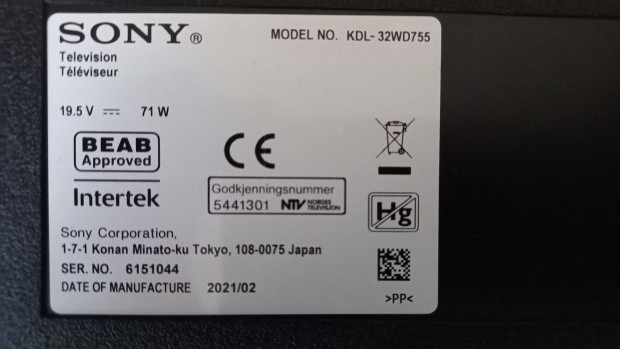 SONY® MODEL NO. KDL-32WD755
Television
Téléviseur
19.5 V ⎓ 71 W
BEAB
Approved
CE
Intertek
Godkjenningsnummer
5441301 NTV NORGES TELEVISION
Hg
Sony Corporation,
1-7-1 Konan Minato-ku Tokyo, 108-0075 Japan
SER. NO. 6151044
DATE OF MANUFACTURE 2021/02
>PP<